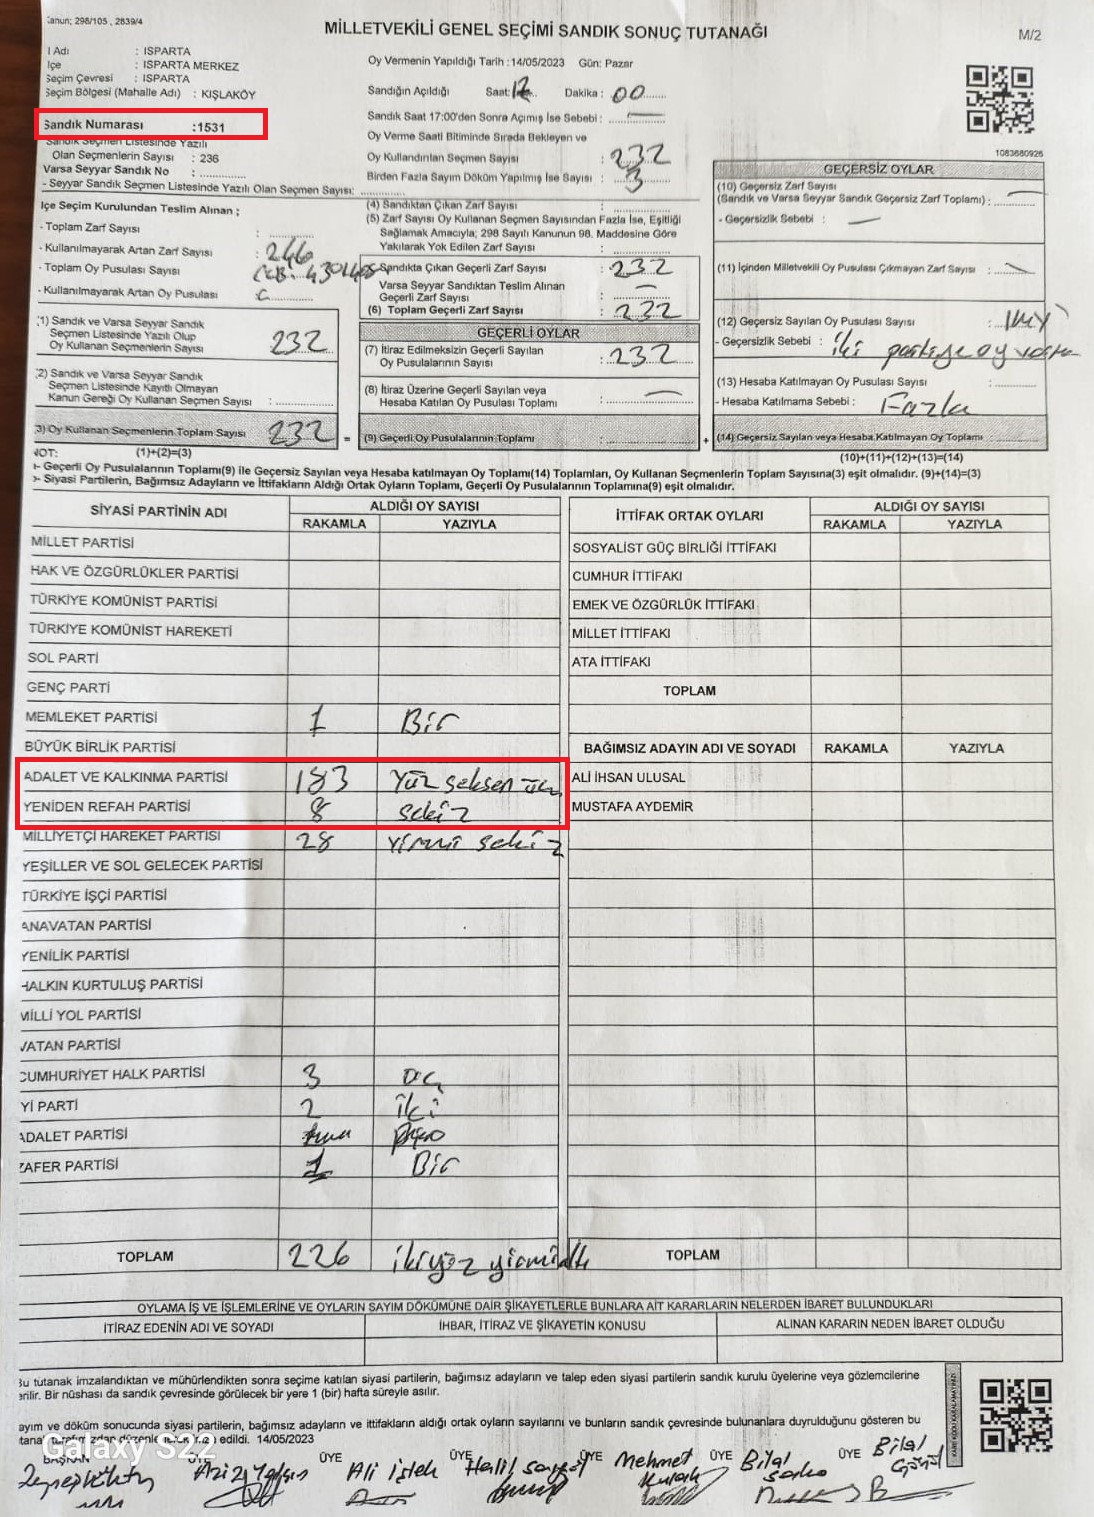 Kanun; 298/105 , 2839/4
MİLLETVEKİLİ GENEL SEÇİMİ SANDIK SONUÇ TUTANAĞI
M/2
İl Adı : ISPARTA
İlçe : ISPARTA MERKEZ
Seçim Çevresi : ISPARTA
Seçim Bölgesi (Mahalle Adı) : KIŞLAKÖY
Sandık Numarası :1531
Sandık Seçmen Listesinde Yazılı
Olan Seçmenlerin Sayısı : 236
Varsa Seyyar Sandık No :
- Seyyar Sandık Seçmen Listesinde Yazılı Olan Seçmen Sayısı:
İlçe Seçim Kurulundan Teslim Alınan ;
- Toplam Zarf Sayısı :
- Kullanılmayarak Artan Zarf Sayısı : 246
- Toplam Oy Pusulası Sayısı
- Kullanılmayarak Artan Oy Pusulası :
(1) Sandık ve Varsa Seyyar Sandık
Seçmen Listesinde Yazılı Olup
Oy Kullanan Seçmenlerin Sayısı 232
(2) Sandık ve Varsa Seyyar Sandık
Seçmen Listesinde Kayıtlı Olmayan
Kanun Gereği Oy Kullanan Seçmen Sayısı :
(3) Oy Kullanan Seçmenlerin Toplam Sayısı 232 =
Oy Vermenin Yapıldığı Tarih :14/05/2023 Gün: Pazar
Sandığın Açıldığı Saat: Dakika : 00
Sandık Saat 17:00'den Sonra Açımış İse Sebebi :
Oy Verme Saati Bitiminde Sırada Bekleyen ve
Oy Kullandırılan Seçmen Sayısı : 232
Birden Fazla Sayım Döküm Yapılmış İse Sayısı : 3
(4) Sandıktan Çıkan Zarf Sayısı :
(5) Zarf Sayısı Oy Kullanan Seçmen Sayısından Fazla İse, Eşitliği
Sağlamak Amacıyla; 298 Sayılı Kanunun 98. Maddesine Göre
Yakılarak Yok Edilen Zarf Sayısı :
Sandıkta Çıkan Geçerli Zarf Sayısı : 232
Varsa Seyyar Sandıktan Teslim Alınan
Geçerli Zarf Sayısı :
(6) Toplam Geçerli Zarf Sayısı : 232
GEÇERLİ OYLAR
(7) İtiraz Edilmeksizin Geçerli Sayılan
Oy Pusulalarının Sayısı : 232
(8) İtiraz Üzerine Geçerli Sayılan veya
Hesaba Katılan Oy Pusulası Toplamı :
(9) Geçerli Oy Pusulalarının Toplamı : +
1083680926
GEÇERSİZ OYLAR
(10) Geçersiz Zarf Sayısı
(Sandık ve Varsa Seyyar Sandık Geçersiz Zarf Toplamı) :
- Geçersizlik Sebebi :
(11) İçinden Milletvekili Oy Pusulası Çıkmayan Zarf Sayısı :
(12) Geçersiz Sayılan Oy Pusulası Sayısı :
- Geçersizlik Sebebi : iki partiye oy
(13) Hesaba Katılmayan Oy Pusulası Sayısı :
- Hesaba Katılmama Sebebi : Fazla
(14) Geçersiz Sayılan veya Hesaba Katılmayan Oy Toplamı
NOT: (1)+(2)=(3) (10)+(11)+(12)+(13)=(14)
- Geçerli Oy Pusulalarının Toplamı(9) ile Geçersiz Sayılan veya Hesaba katılmayan Oy Toplamı(14) Toplamları, Oy Kullanan Seçmenlerin Toplam Sayısına(3) eşit olmalıdır. (9)+(14)=(3)
- Siyasi Partilerin, Bağımsız Adayların ve İttifakların Aldığı Ortak Oyların Toplamı, Geçerli Oy Pusulalarının Toplamına(9) eşit olmalıdır.
SİYASİ PARTİNİN ADI ALDIĞI OY SAYISI
RAKAMLA YAZIYLA
MİLLET PARTİSİ
HAK VE ÖZGÜRLÜKLER PARTİSİ
TÜRKİYE KOMÜNİST PARTİSİ
TÜRKİYE KOMÜNİST HAREKETİ
SOL PARTİ
GENÇ PARTİ
MEMLEKET PARTİSİ 1 Bir
BÜYÜK BİRLİK PARTİSİ
ADALET VE KALKINMA PARTİSİ 183 Yüz seksen üç
YENİDEN REFAH PARTİSİ 8 sekiz
MİLLİYETÇİ HAREKET PARTİSİ 28 Yirmi sekiz
YEŞİLLER VE SOL GELECEK PARTİSİ
TÜRKİYE İŞÇİ PARTİSİ
ANAVATAN PARTİSİ
YENİLİK PARTİSİ
HALKIN KURTULUŞ PARTİSİ
MİLLİ YOL PARTİSİ
VATAN PARTİSİ
CUMHURİYET HALK PARTİSİ 3 üç
İYİ PARTİ 2 iki
ADALET PARTİSİ
ZAFER PARTİSİ 1 Bir
TOPLAM 226 ikiyüz yirmialtı
İTTİFAK ORTAK OYLARI ALDIĞI OY SAYISI
RAKAMLA YAZIYLA
SOSYALİST GÜÇ BİRLİĞİ İTTİFAKI
CUMHUR İTTİFAKI
EMEK VE ÖZGÜRLÜK İTTİFAKI
MİLLET İTTİFAKI
ATA İTTİFAKI
TOPLAM
BAĞIMSIZ ADAYIN ADI VE SOYADI RAKAMLA YAZIYLA
ALİ İHSAN ULUSAL
MUSTAFA AYDEMİR
TOPLAM
OYLAMA İŞ VE İŞLEMLERİNE VE OYLARIN SAYIM DÖKÜMÜNE DAİR ŞİKAYETLERLE BUNLARA AİT KARARLARIN NELERDEN İBARET BULUNDUKLARI
İTİRAZ EDENİN ADI VE SOYADI İHBAR, İTİRAZ VE ŞİKAYETİN KONUSU ALINAN KARARIN NEDEN İBARET OLDUĞU
Bu tutanak imzalandıktan ve mühürlendikten sonra seçime katılan siyasi partilerin, bağımsız adayların ve talep eden siyasi partilerin sandık kurulu üyelerine veya gözlemcilerine
verilir. Bir nüshası da sandık çevresinde görülecek bir yere 1 (bir) hafta süreyle asılır.
Sayım ve döküm sonucunda siyasi partilerin, bağımsız adayların ve ittifakların aldığı ortak oyların sayılarını ve bunların sandık çevresinde bulunanlara duyrulduğunu gösteren bu
tutanak tarafımızdan düzenlenerek imza edildi. 14/05/2023
Galaxy S22
BAŞKAN ÜYE ÜYE ÜYE ÜYE ÜYE ÜYE
Ali işlek Halil Mehmet Bilal Bilal